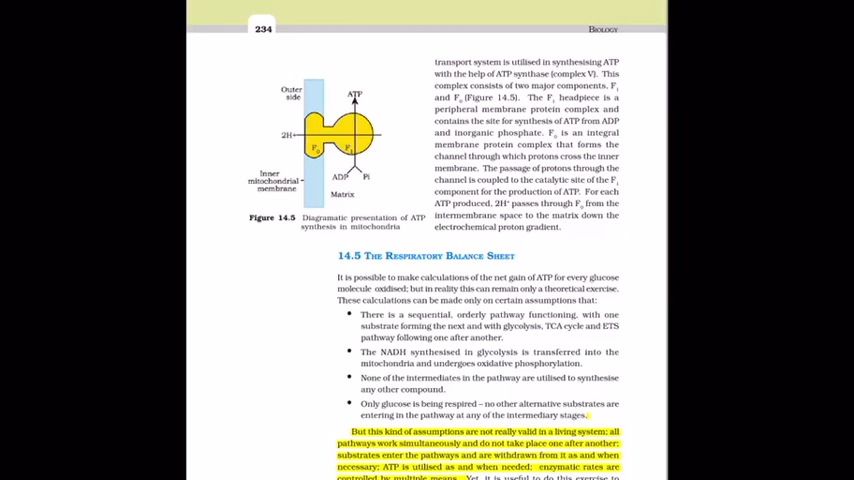 234
BIOLOGY
Outer
side
ATP
2H+
F0
F1
Inner
mitochondrial
membrane
ADP
Pi
Matrix
Figure 14.5 Diagramatic presentation of ATP
synthesis in mitochondria
transport system is utilised in synthesising ATP
with the help of ATP synthase (complex V). This
complex consists of two major components, F1
and F0 (Figure 14.5). The F1 headpiece is a
peripheral membrane protein complex and
contains the site for synthesis of ATP from ADP
and inorganic phosphate. F0 is an integral
membrane protein complex that forms the
channel through which protons cross the inner
membrane. The passage of protons through the
channel is coupled to the catalytic site of the F1
component for the production of ATP. For each
ATP produced, 2H+ passes through F0 from the
intermembrane space to the matrix down the
electrochemical proton gradient.
14.5 THE RESPIRATORY BALANCE SHEET
It is possible to make calculations of the net gain of ATP for every glucose
molecule oxidised; but in reality this can remain only a theoretical exercise.
These calculations can be made only on certain assumptions that:
• There is a sequential, orderly pathway functioning, with one
substrate forming the next and with glycolysis, TCA cycle and ETS
pathway following one after another.
• The NADH synthesised in glycolysis is transferred into the
mitochondria and undergoes oxidative phosphorylation.
• None of the intermediates in the pathway are utilised to synthesise
any other compound.
• Only glucose is being respired – no other alternative substrates are
entering in the pathway at any of the intermediary stages.
But this kind of assumptions are not really valid in a living system; all
pathways work simultaneously and do not take place one after another;
substrates enter the pathways and are withdrawn from it as and when
necessary; ATP is utilised as and when needed; enzymatic rates are
controlled by multiple means. Yet, it is useful to do this exercise to